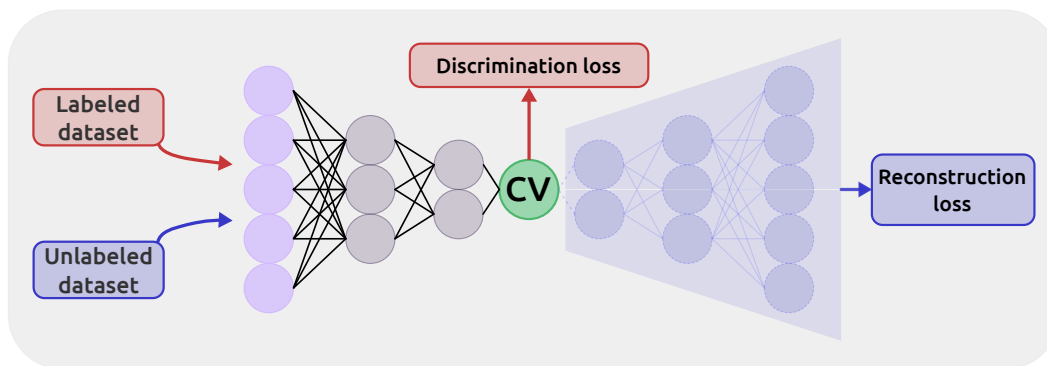 Discrimination loss
Labeled
dataset
CV
Reconstruction
loss
Unlabeled
dataset